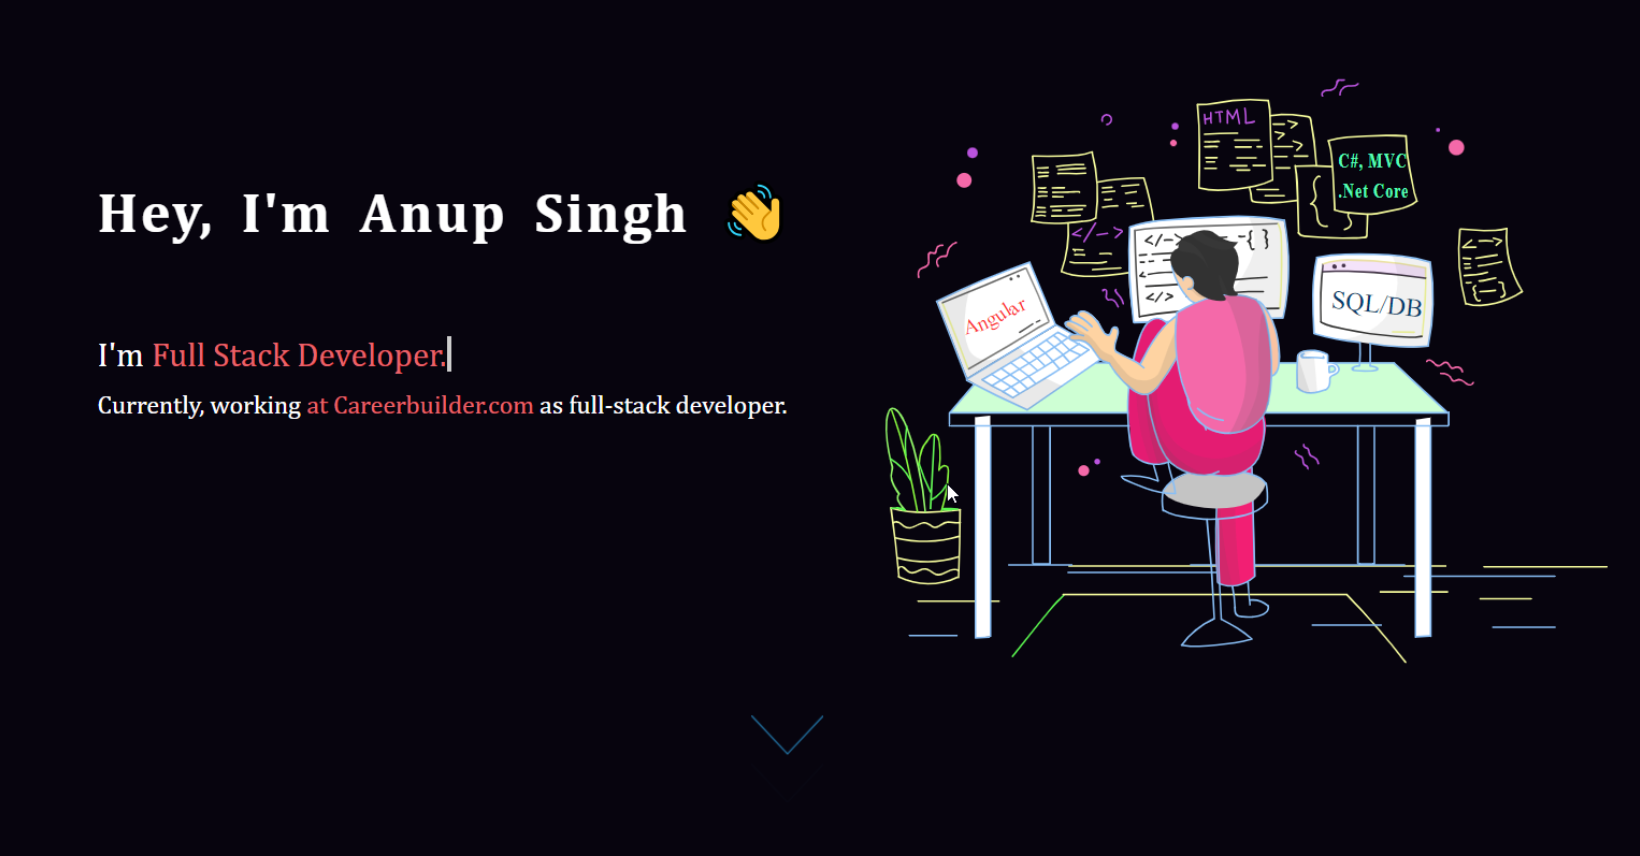 Hey, I'm Anup Singh 👋
I'm Full Stack Developer.
Currently, working at Careerbuilder.com as full-stack developer.
HTML
C#, MVC
.Net Core
</-->
</-->
{ }
</>
Angular
SQL/DB
{
<-->
{--}